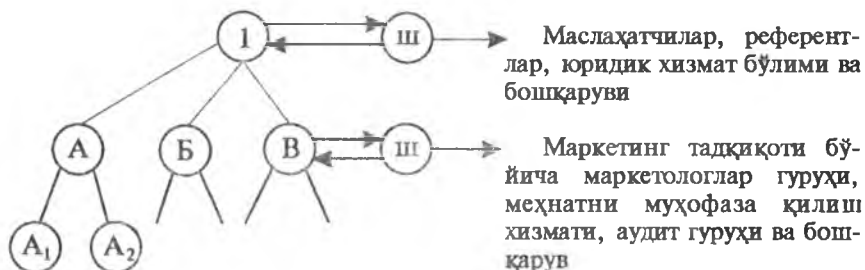 1
ш
Маслаҳатчилар, референт-
лар, юридик хизмат бўлими ва
бошқаруви
А
Б
В
ш
Маркетинг тадқиқоти бў-
йича маркетологлар гуруҳи,
меҳнатни муҳофаза қилиш
хизмати, аудит гуруҳи ва бош-
қарув
А₁
А₂